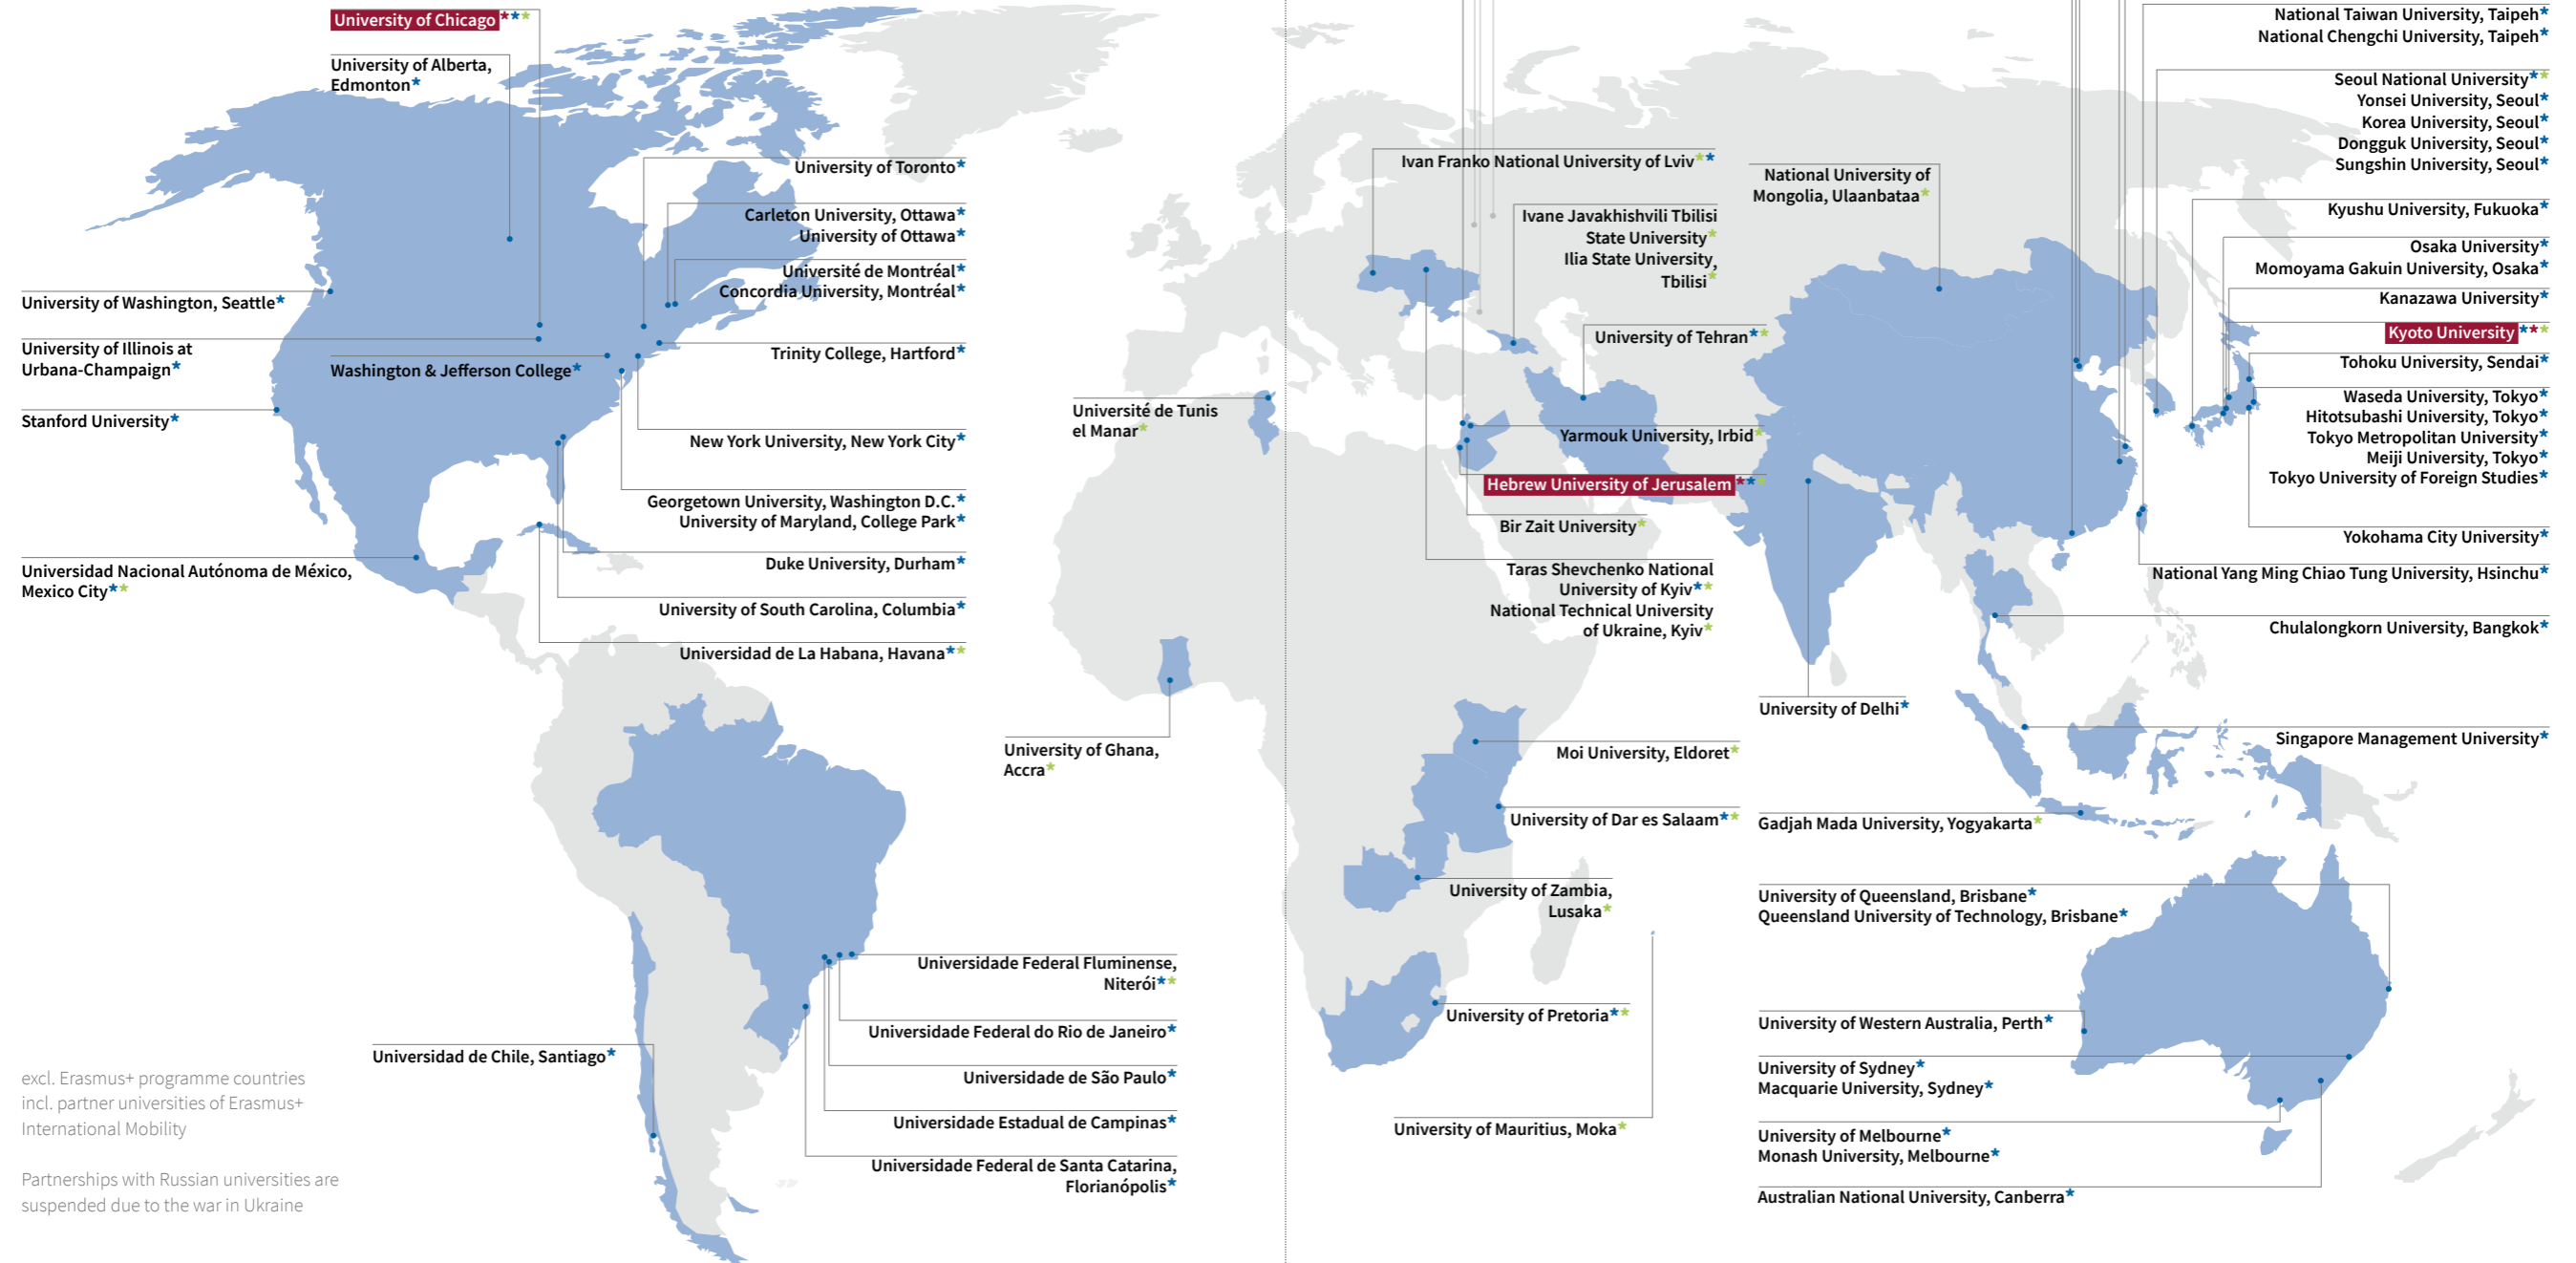 University of Chicago***
University of Alberta,
Edmonton*
University of Toronto*
Carleton University, Ottawa*
University of Ottawa*
Université de Montréal*
Concordia University, Montréal*
University of Washington, Seattle*
University of Illinois at
Urbana-Champaign*
Washington & Jefferson College*
Trinity College, Hartford*
Stanford University*
New York University, New York City*
Georgetown University, Washington D.C.*
University of Maryland, College Park*
Duke University, Durham*
Universidad Nacional Autónoma de México,
Mexico City**
University of South Carolina, Columbia*
Universidad de La Habana, Havana**
Universidade Federal Fluminense,
Niterói**
Universidade Federal do Rio de Janeiro*
Universidad de Chile, Santiago*
Universidade de São Paulo*
Universidade Estadual de Campinas*
Universidade Federal de Santa Catarina,
Florianópolis*
excl. Erasmus+ programme countries
incl. partner universities of Erasmus+
International Mobility
Partnerships with Russian universities are
suspended due to the war in Ukraine
Université de Tunis
el Manar*
University of Ghana,
Accra*
Ivan Franko National University of Lviv**
Ivane Javakhishvili Tbilisi
State University*
Ilia State University,
Tbilisi*
National University of
Mongolia, Ulaanbataa*
University of Tehran**
Yarmouk University, Irbid*
Hebrew University of Jerusalem***
Bir Zait University*
Taras Shevchenko National
University of Kyiv**
National Technical University
of Ukraine, Kyiv*
Moi University, Eldoret*
University of Dar es Salaam**
University of Zambia,
Lusaka*
University of Pretoria**
University of Mauritius, Moka*
National Taiwan University, Taipeh*
National Chengchi University, Taipeh*
Seoul National University**
Yonsei University, Seoul*
Korea University, Seoul*
Dongguk University, Seoul*
Sungshin University, Seoul*
Kyushu University, Fukuoka*
Osaka University*
Momoyama Gakuin University, Osaka*
Kanazawa University*
Kyoto University***
Tohoku University, Sendai*
Waseda University, Tokyo*
Hitotsubashi University, Tokyo*
Tokyo Metropolitan University*
Meiji University, Tokyo*
Tokyo University of Foreign Studies*
Yokohama City University*
National Yang Ming Chiao Tung University, Hsinchu*
Chulalongkorn University, Bangkok*
University of Delhi*
Singapore Management University*
Gadjah Mada University, Yogyakarta*
University of Queensland, Brisbane*
Queensland University of Technology, Brisbane*
University of Western Australia, Perth*
University of Sydney*
Macquarie University, Sydney*
University of Melbourne*
Monash University, Melbourne*
Australian National University, Canberra*